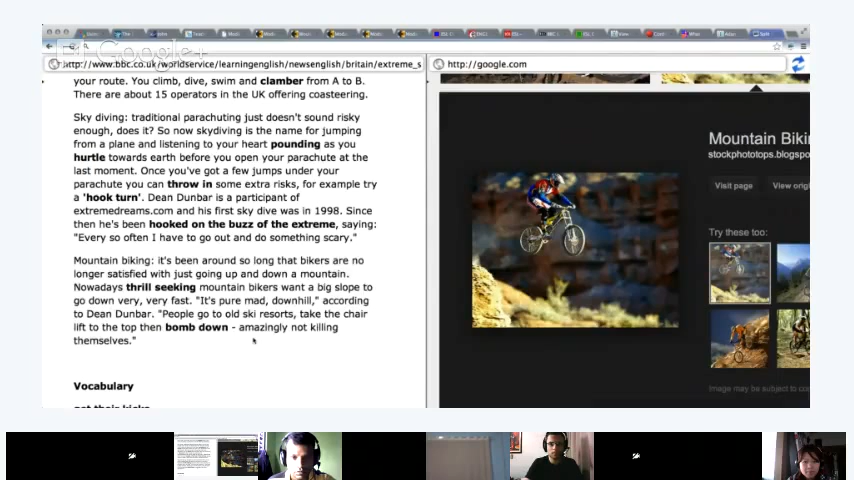 Google+
http://www.bbc.co.uk/worldservice/learningenglish/newsenglish/britain/extreme_s
http://google.com
your route. You climb, dive, swim and clamber from A to B.
There are about 15 operators in the UK offering coasteering.
Sky diving: traditional parachuting just doesn't sound risky
enough, does it? So now skydiving is the name for jumping
from a plane and listening to your heart pounding as you
hurtle towards earth before you open your parachute at the
last moment. Once you've got a few jumps under your
parachute you can throw in some extra risks, for example try
a 'hook turn'. Dean Dunbar is a participant of
extremedreams.com and his first sky dive was in 1998. Since
then he's been hooked on the buzz of the extreme, saying:
"Every so often I have to go out and do something scary."
Mountain biking: it's been around so long that bikers are no
longer satisfied with just going up and down a mountain.
Nowadays thrill seeking mountain bikers want a big slope to
go down very, very fast. "It's pure mad, downhill," according
to Dean Dunbar. "People go to old ski resorts, take the chair
lift to the top then bomb down - amazingly not killing
themselves."
Vocabulary
get their kicks
Mountain Bikin
stockphototops.blogspo
Visit page
View orig
Try these too:
Image may be subject to co